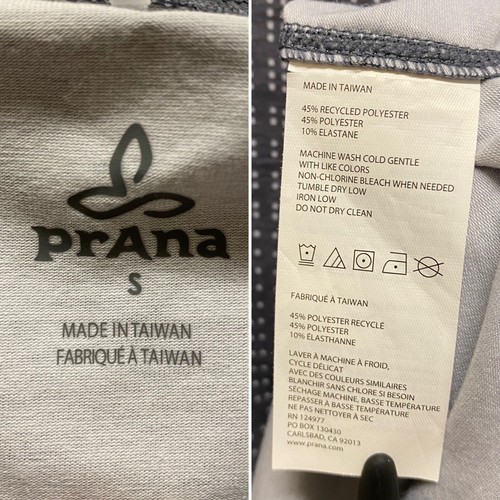 prAna
S
MADE IN TAIWAN
FABRIQUÉ À TAIWAN
MADE IN TAIWAN
45% RECYCLED POLYESTER
45% POLYESTER
10% ELASTANE
MACHINE WASH COLD GENTLE
WITH LIKE COLORS
NON-CHLORINE BLEACH WHEN NEEDED
TUMBLE DRY LOW
IRON LOW
DO NOT DRY CLEAN
FABRIQUÉ À TAIWAN
45% POLYESTER RECYCLÉ
45% POLYESTER
10% ÉLASTHANNE
LAVER À MACHINE À FROID,
CYCLE DÉLICAT
AVEC DES COULEURS SIMILAIRES
BLANCHIR SANS CHLORE SI BESOIN
SÉCHAGE MACHINE, BASSE TEMPÉRATURE
REPASSER À BASSE TEMPÉRATURE
NE PAS NETTOYER À SEC
RN 124977
PO BOX 130430
CARLSBAD, CA 92013
www.prana.com